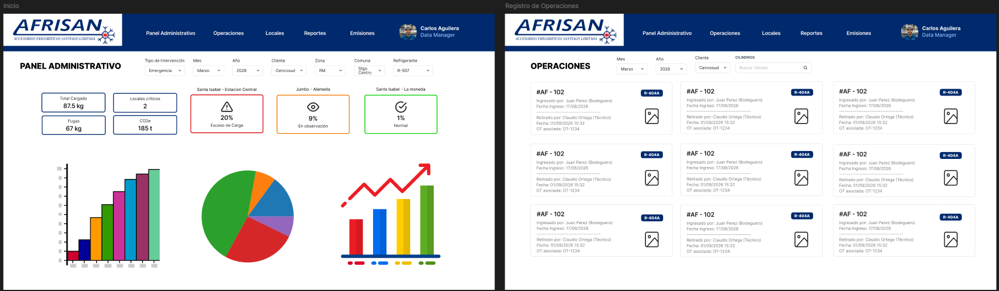 Inicio
AFRISAN
ACCESORIOS FRIGORIFICOS SANTIAGO LIMITADA
Panel Administrativo
Operaciones
Locales
Reportes
Emisiones
Carlos Aguilera
Data Manager
PANEL ADMINISTRATIVO
Tipo de Intervención
Emergencia
Mes
Marzo
Año
2026
Cliente
Cencosud
Zona
RM
Comuna
Stgo
Centro
Refrigerante
R-507
Total Cargado
87.5 kg
Locales críticos
2
Fugas
67 kg
CO2e
185 t
Santa Isabel - Estacion Central
20%
Exceso de Carga
Jumbo - Alameda
9%
En observación
Santa Isabel - La moneda
1%
Normal
Registro de Operaciones
AFRISAN
ACCESORIOS FRIGORIFICOS SANTIAGO LIMITADA
Panel Administrativo
Operaciones
Locales
Reportes
Emisiones
Carlos Aguilera
Data Manager
OPERACIONES
Mes
Marzo
Año
2026
Cliente
Cencosud
CILINDROS
Buscar cilindro
#AF - 102
R-404A
Ingresado por: Juan Perez (Bodeguero)
Fecha Ingreso: 17/08/2026
Retirado por: Claudio Ortega (Técnico)
Fecha: 01/09/2026 15:32
OT asociada: OT-1234
#AF - 102
R-404A
Ingresado por: Juan Perez (Bodeguero)
Fecha Ingreso: 17/08/2026
Retirado por: Claudio Ortega (Técnico)
Fecha: 01/09/2026 15:32
OT asociada: OT-1234
#AF - 102
R-404A
Ingresado por: Juan Perez (Bodeguero)
Fecha Ingreso: 17/08/2026
Retirado por: Claudio Ortega (Técnico)
Fecha: 01/09/2026 15:32
OT asociada: OT-1234
#AF - 102
R-404A
Ingresado por: Juan Perez (Bodeguero)
Fecha Ingreso: 17/08/2026
Retirado por: Claudio Ortega (Técnico)
Fecha: 01/09/2026 15:32
OT asociada: OT-1234
#AF - 102
R-404A
Ingresado por: Juan Perez (Bodeguero)
Fecha Ingreso: 17/08/2026
Retirado por: Claudio Ortega (Técnico)
Fecha: 01/09/2026 15:32
OT asociada: OT-1234
#AF - 102
R-404A
Ingresado por: Juan Perez (Bodeguero)
Fecha Ingreso: 17/08/2026
Retirado por: Claudio Ortega (Técnico)
Fecha: 01/09/2026 15:32
OT asociada: OT-1234
#AF - 102
R-404A
Ingresado por: Juan Perez (Bodeguero)
Fecha Ingreso: 17/08/2026
Retirado por: Claudio Ortega (Técnico)
Fecha: 01/09/2026 15:32
OT asociada: OT-1234
#AF - 102
R-404A
Ingresado por: Juan Perez (Bodeguero)
Fecha Ingreso: 17/08/2026
Retirado por: Claudio Ortega (Técnico)
Fecha: 01/09/2026 15:32
OT asociada: OT-1234
#AF - 102
R-404A
Ingresado por: Juan Perez (Bodeguero)
Fecha Ingreso: 17/08/2026
Retirado por: Claudio Ortega (Técnico)
Fecha: 01/09/2026 15:32
OT asociada: OT-1234